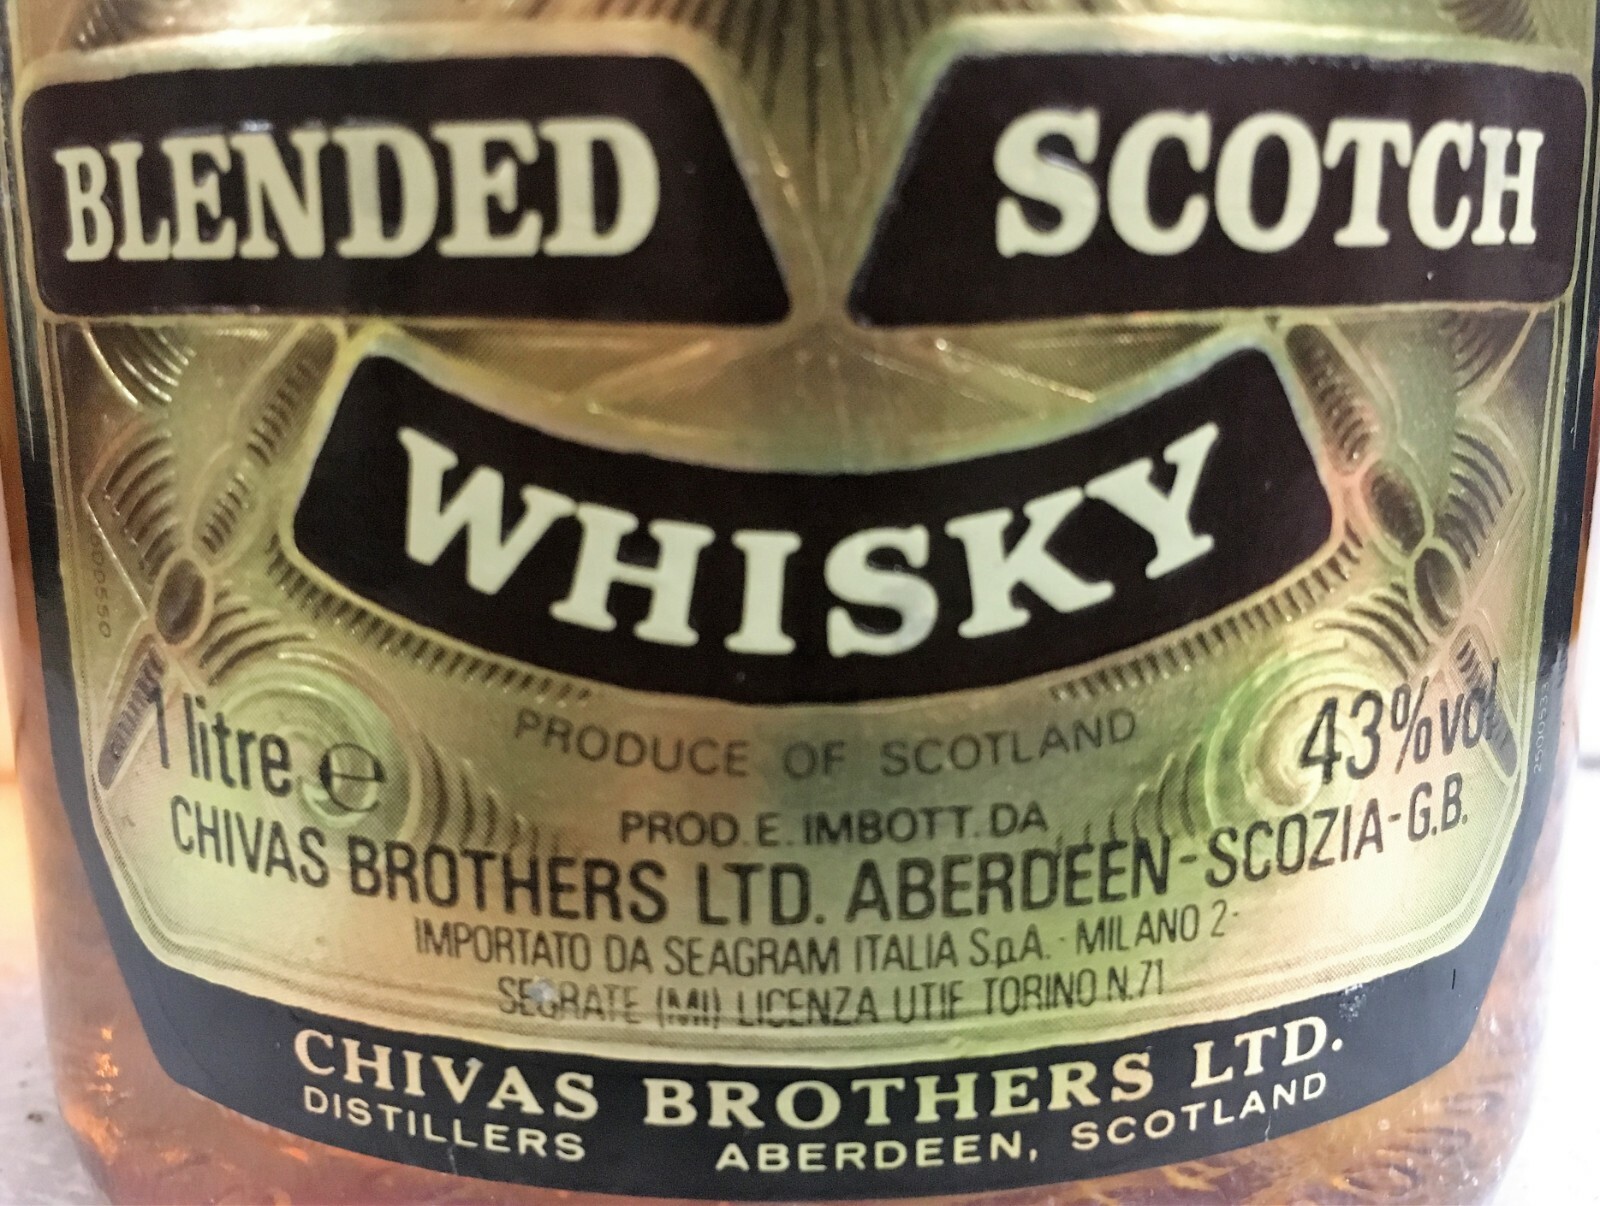 BLENDED SCOTCH
WHISKY
PRODUCE OF SCOTLAND
1 litre ℮ 43% vol
PROD. E. IMBOTT. DA
CHIVAS BROTHERS LTD. ABERDEEN - SCOZIA - G.B.
IMPORTATO DA SEAGRAM ITALIA S.p.A. - MILANO 2 -
SEGRATE (MI) LICENZA UTIF TORINO N.71
CHIVAS BROTHERS LTD.
DISTILLERS ABERDEEN, SCOTLAND